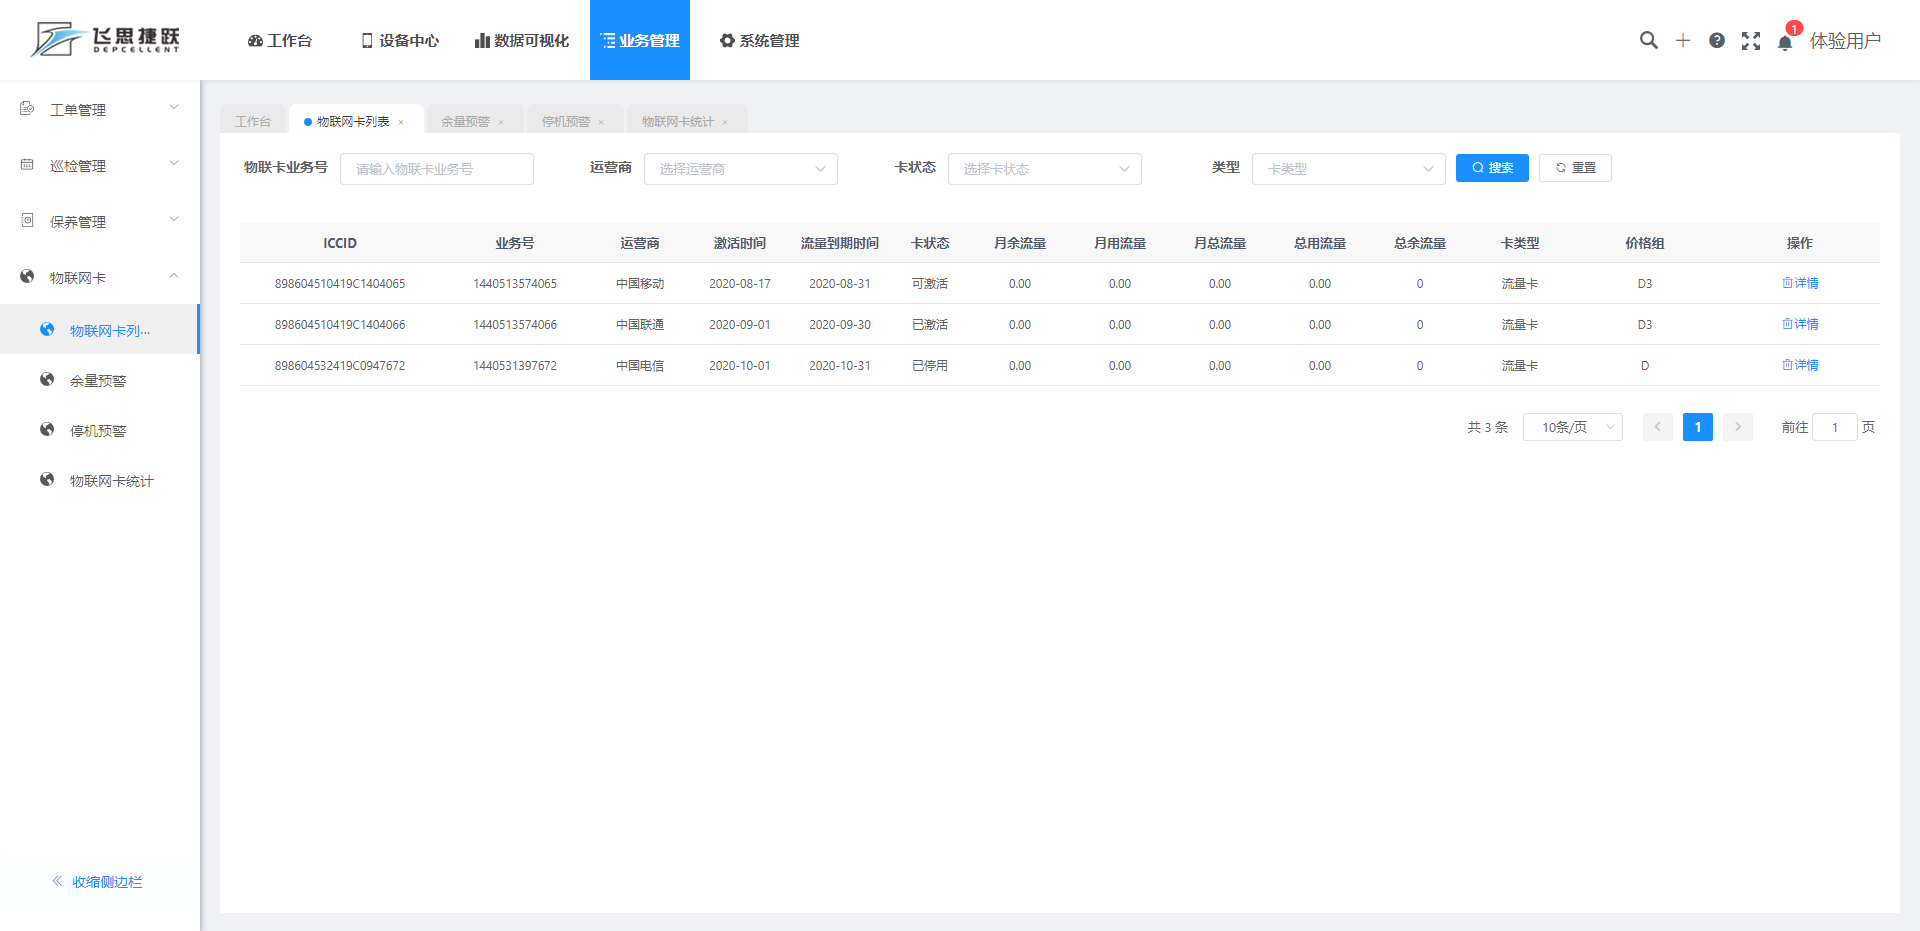 飞思捷跃
DEPCELLENT
工作台 设备中心 数据可视化 业务管理 系统管理
1
体验用户
工单管理
巡检管理
保养管理
物联网卡
物联网卡列...
余量预警
停机预警
物联网卡统计
收缩侧边栏
工作台 物联网卡列表 × 余量预警 × 停机预警 × 物联网卡统计 ×
物联卡业务号 请输入物联卡业务号 运营商 选择运营商 卡状态 选择卡状态 类型 卡类型 搜索 重置
ICCID 业务号 运营商 激活时间 流量到期时间 卡状态 月余流量 月用流量 月总流量 总用流量 总余流量 卡类型 价格组 操作
898604510419C1404065 1440513574065 中国移动 2020-08-17 2020-08-31 可激活 0.00 0.00 0.00 0.00 0 流量卡 D3 详情
898604510419C1404066 1440513574066 中国联通 2020-09-01 2020-09-30 已激活 0.00 0.00 0.00 0.00 0 流量卡 D3 详情
898604532419C0947672 1440531397672 中国电信 2020-10-01 2020-10-31 已停用 0.00 0.00 0.00 0.00 0 流量卡 D 详情
共 3 条 10条/页 1 前往 1 页